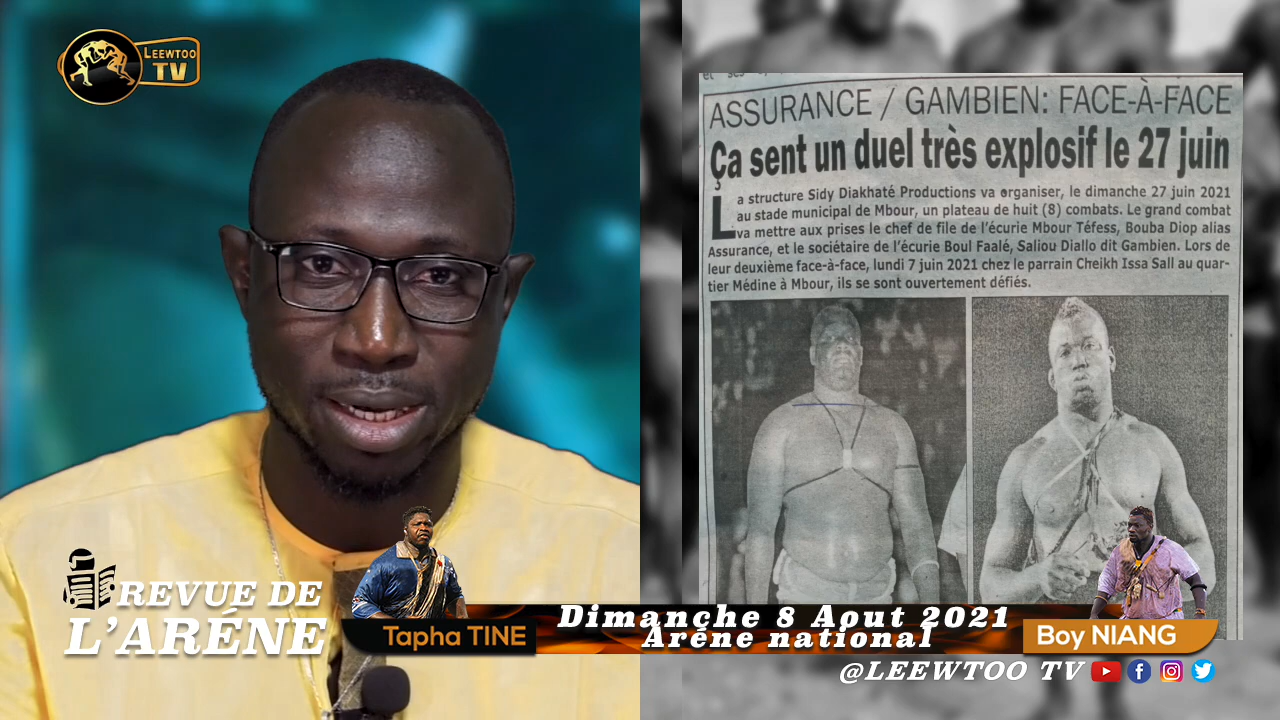 LEEWTOO
TV
ASSURANCE / GAMBIEN: FACE-À-FACE
Ça sent un duel très explosif le 27 juin
La structure Sidy Diakhaté Productions va organiser, le dimanche 27 juin 2021
au stade municipal de Mbour, un plateau de huit (8) combats. Le grand combat
va mettre aux prises le chef de file de l'écurie Mbour Téfess, Bouba Diop alias
Assurance, et le sociétaire de l'écurie Boul Faalé, Saliou Diallo dit Gambien. Lors de
leur deuxième face-à-face, lundi 7 juin 2021 chez le parrain Cheikh Issa Sall au quar-
tier Médine à Mbour, ils se sont ouvertement défiés.
REVUE DE
L'ARÉNE
Tapha TINE
Dimanche 8 Aout 2021
Arêne national
Boy NIANG
@LEEWTOO TV